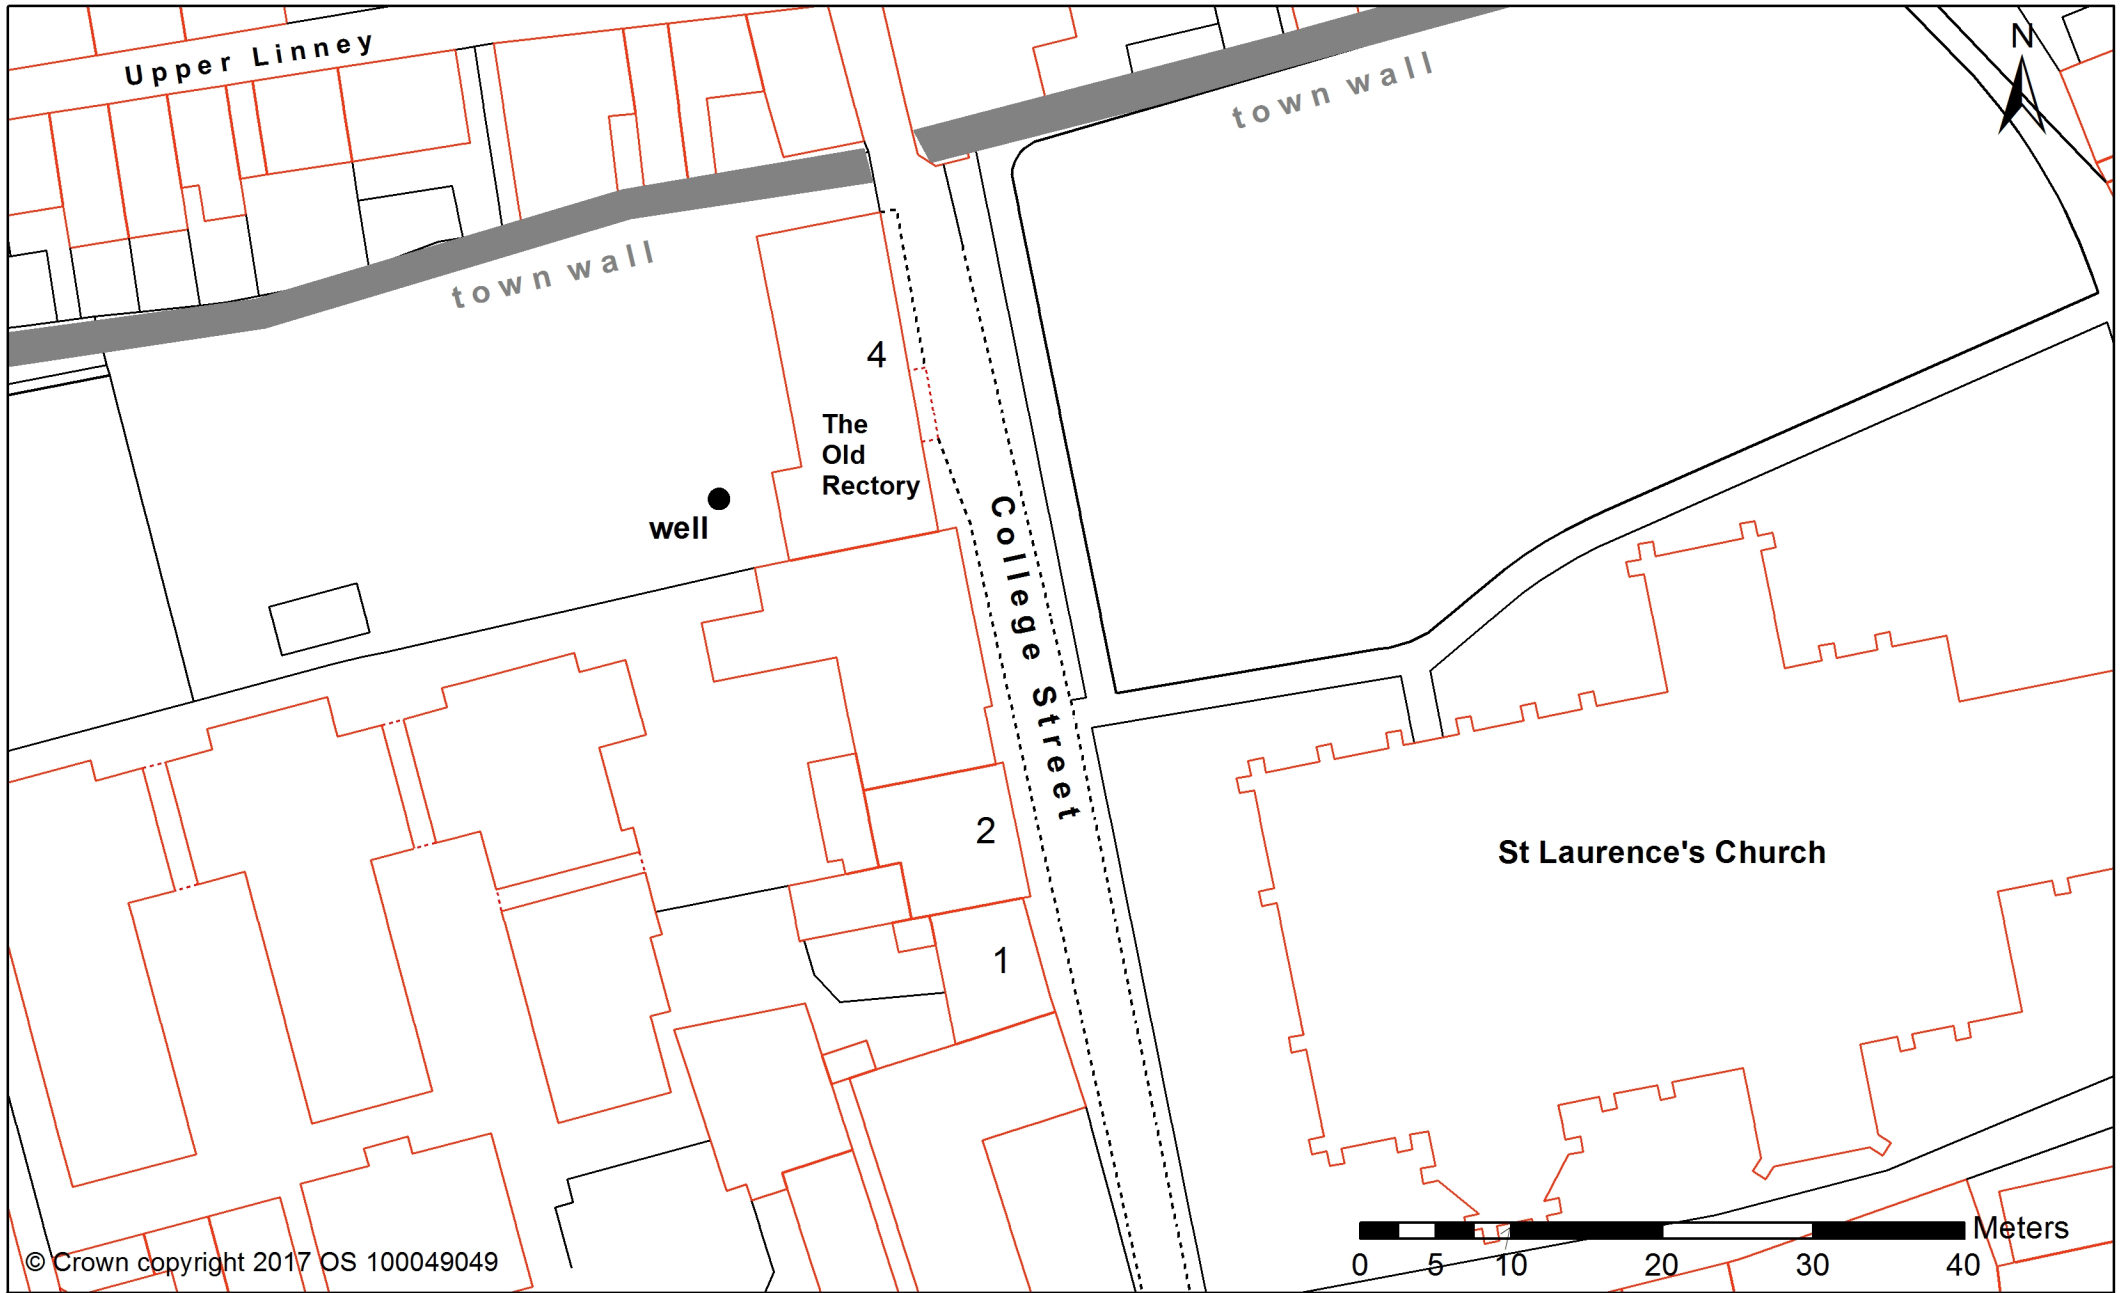 Upper Linney
N
town wall
town wall
4
The
Old
Rectory
well
College Street
2
St Laurence's Church
1
Meters
0 5 10 20 30 40
© Crown copyright 2017 OS 100049049